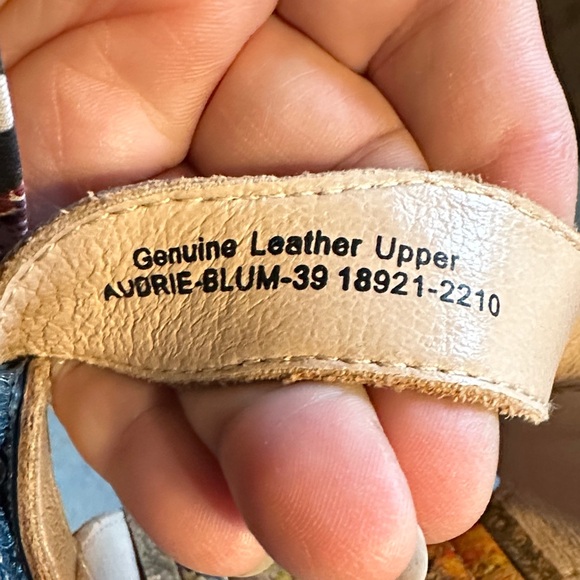 Genuine Leather Upper
AUDRIE-BLUM-39 18921-2210